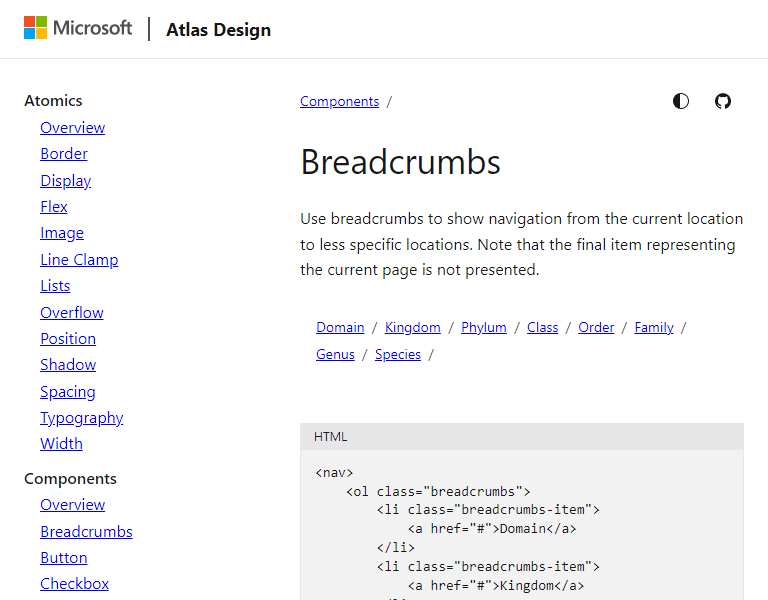 Microsoft | Atlas Design
Atomics
Overview
Border
Display
Flex
Image
Line Clamp
Lists
Overflow
Position
Shadow
Spacing
Typography
Width
Components
Overview
Breadcrumbs
Button
Checkbox
Components /
Breadcrumbs
Use breadcrumbs to show navigation from the current location
to less specific locations. Note that the final item representing
the current page is not presented.
Domain / Kingdom / Phylum / Class / Order / Family /
Genus / Species /
HTML
<nav>
    <ol class="breadcrumbs">
        <li class="breadcrumbs-item">
            <a href="#">Domain</a>
        </li>
        <li class="breadcrumbs-item">
            <a href="#">Kingdom</a>